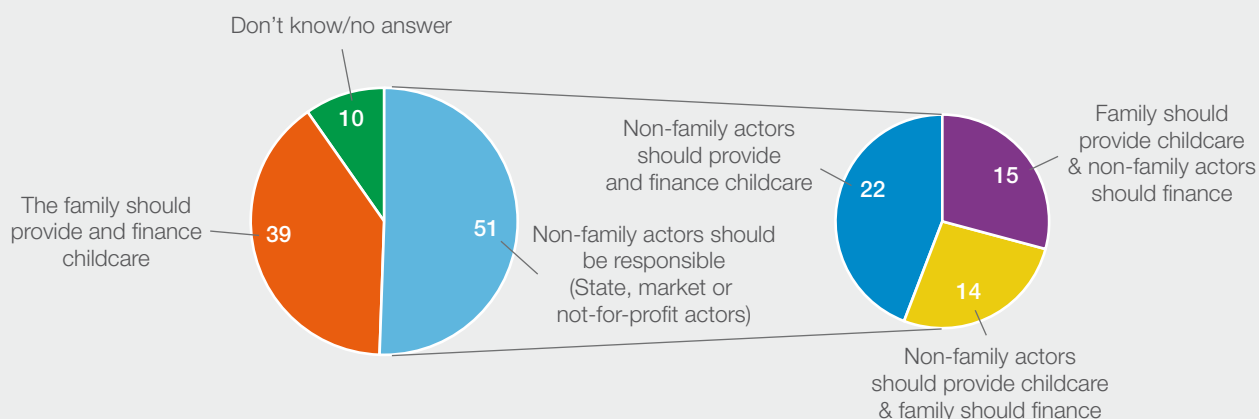 Don't know/no answer
10
The family should
provide and finance
childcare
39
51
Non-family actors should
be responsible
(State, market or
not-for-profit actors)
Non-family actors
should provide
and finance childcare
22
15
Family should
provide childcare
& non-family actors
should finance
14
Non-family actors
should provide childcare
& family should finance